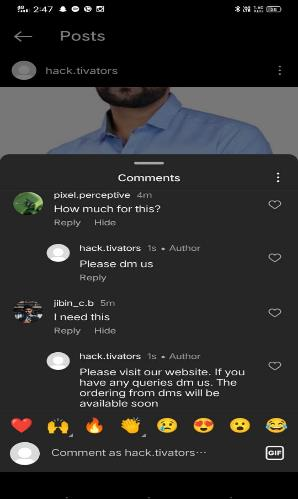 2:47
Posts
hack.tivators
Comments
pixel.perceptive 4m
How much for this?
Reply Hide
hack.tivators 1s • Author
Please dm us
Reply
jibin_c.b 5m
I need this
Reply Hide
hack.tivators 1s • Author
Please visit our website. If you
have any queries dm us. The
ordering from dms will be
available soon
Comment as hack.tivators...
GIF